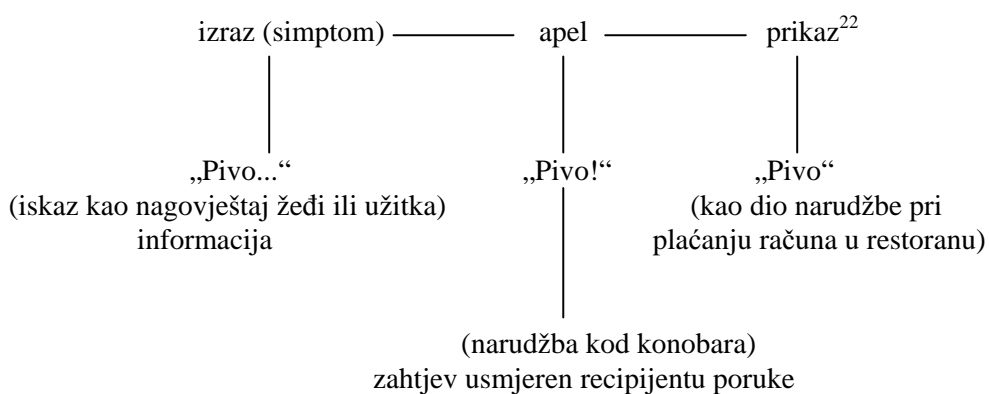 izraz (simptom) apel prikaz22
„Pivo...“ „Pivo!“ „Pivo“
(iskaz kao nagovještaj žeđi ili užitka) (kao dio narudžbe pri
informacija plaćanju računa u restoranu)
(narudžba kod konobara)
zahtjev usmjeren recipijentu poruke